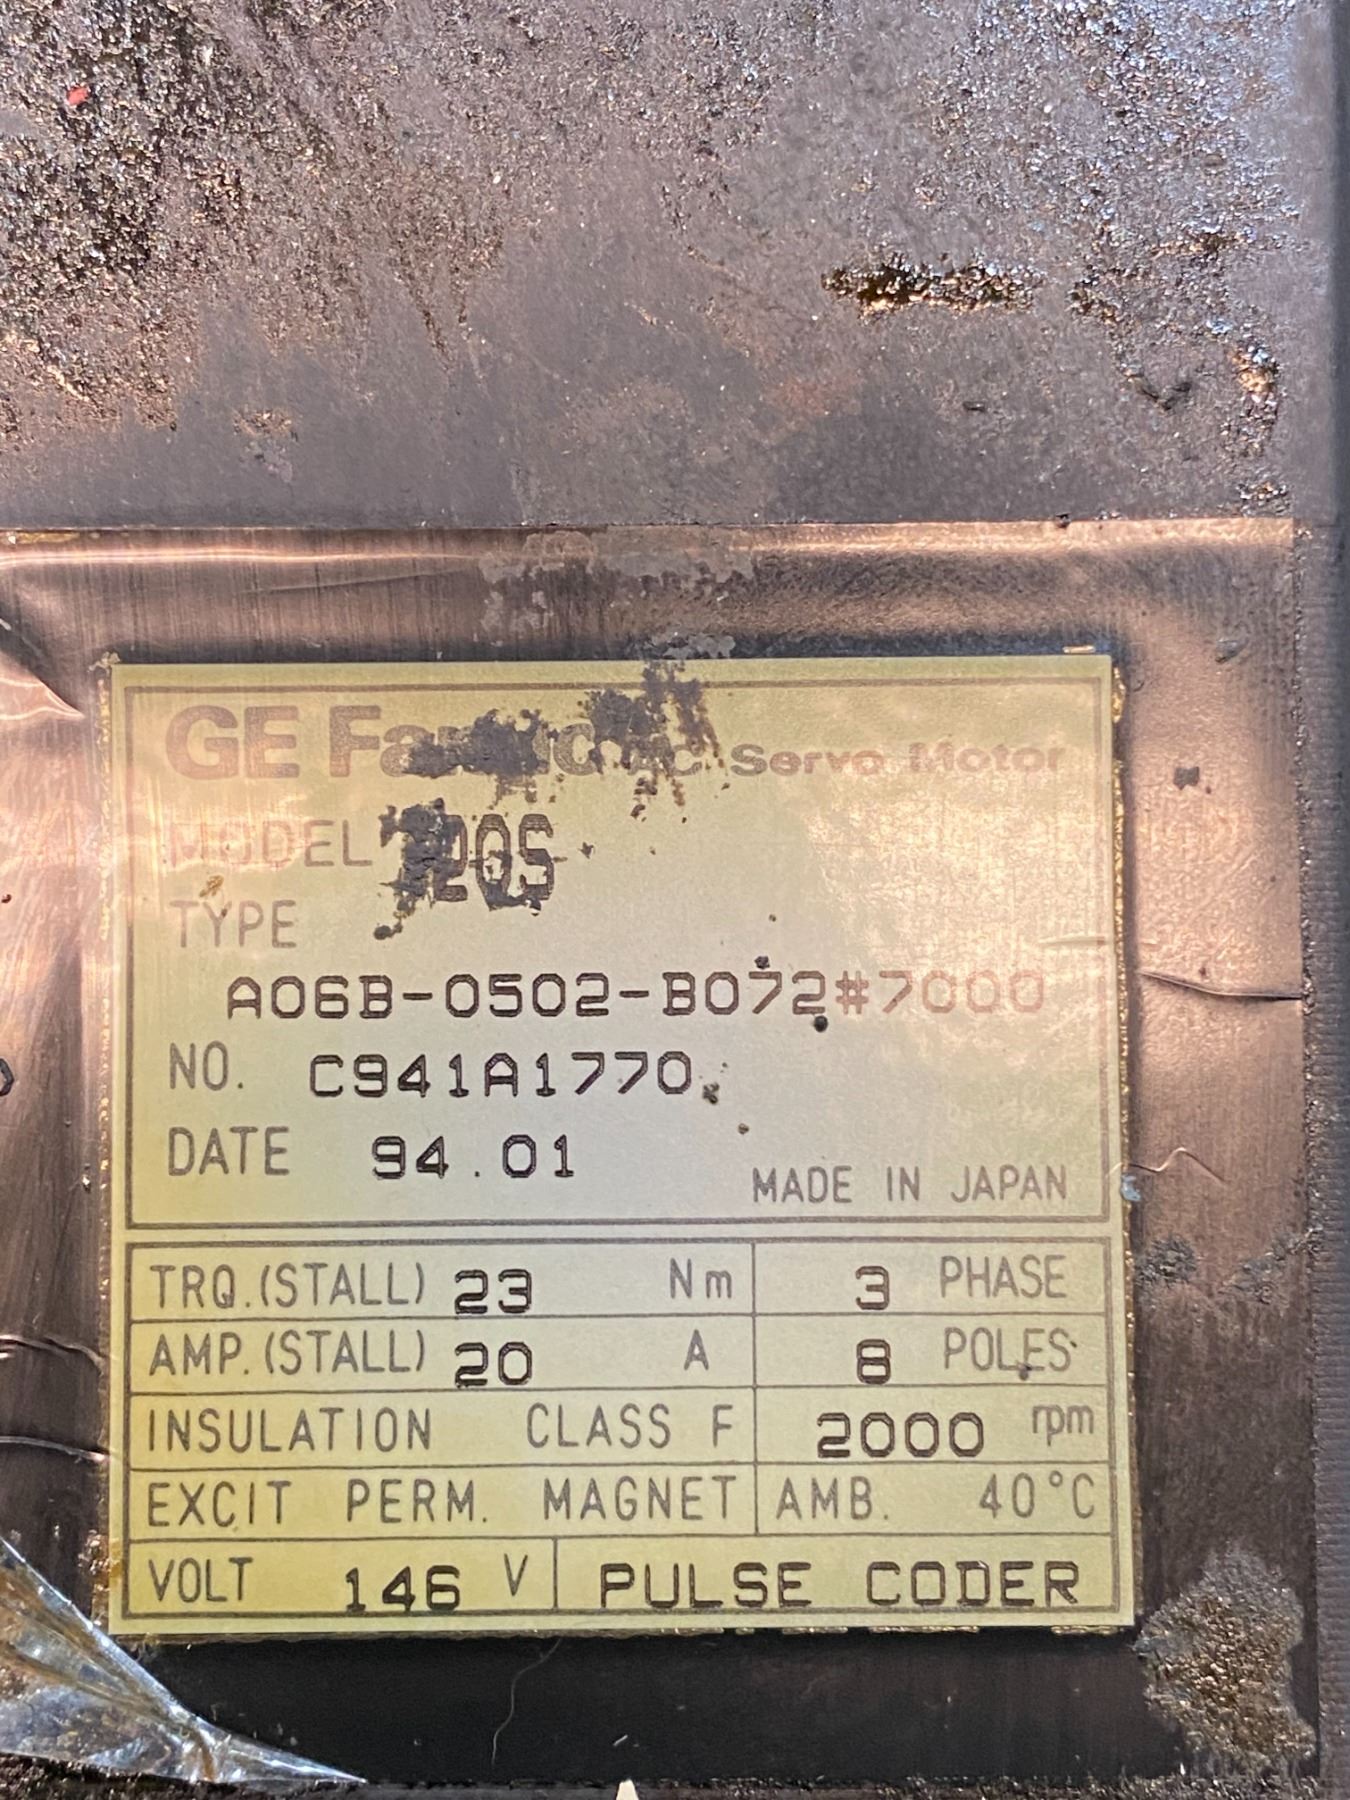 GE Fanuc AC Servo Motor
MODEL 20S
TYPE
A06B-0502-B072#7000
NO. C941A1770
DATE 94.01
MADE IN JAPAN
TRQ.(STALL) 23 Nm 3 PHASE
AMP.(STALL) 20 A 8 POLES
INSULATION CLASS F 2000 rpm
EXCIT PERM. MAGNET AMB. 40°C
VOLT 146 V PULSE CODER